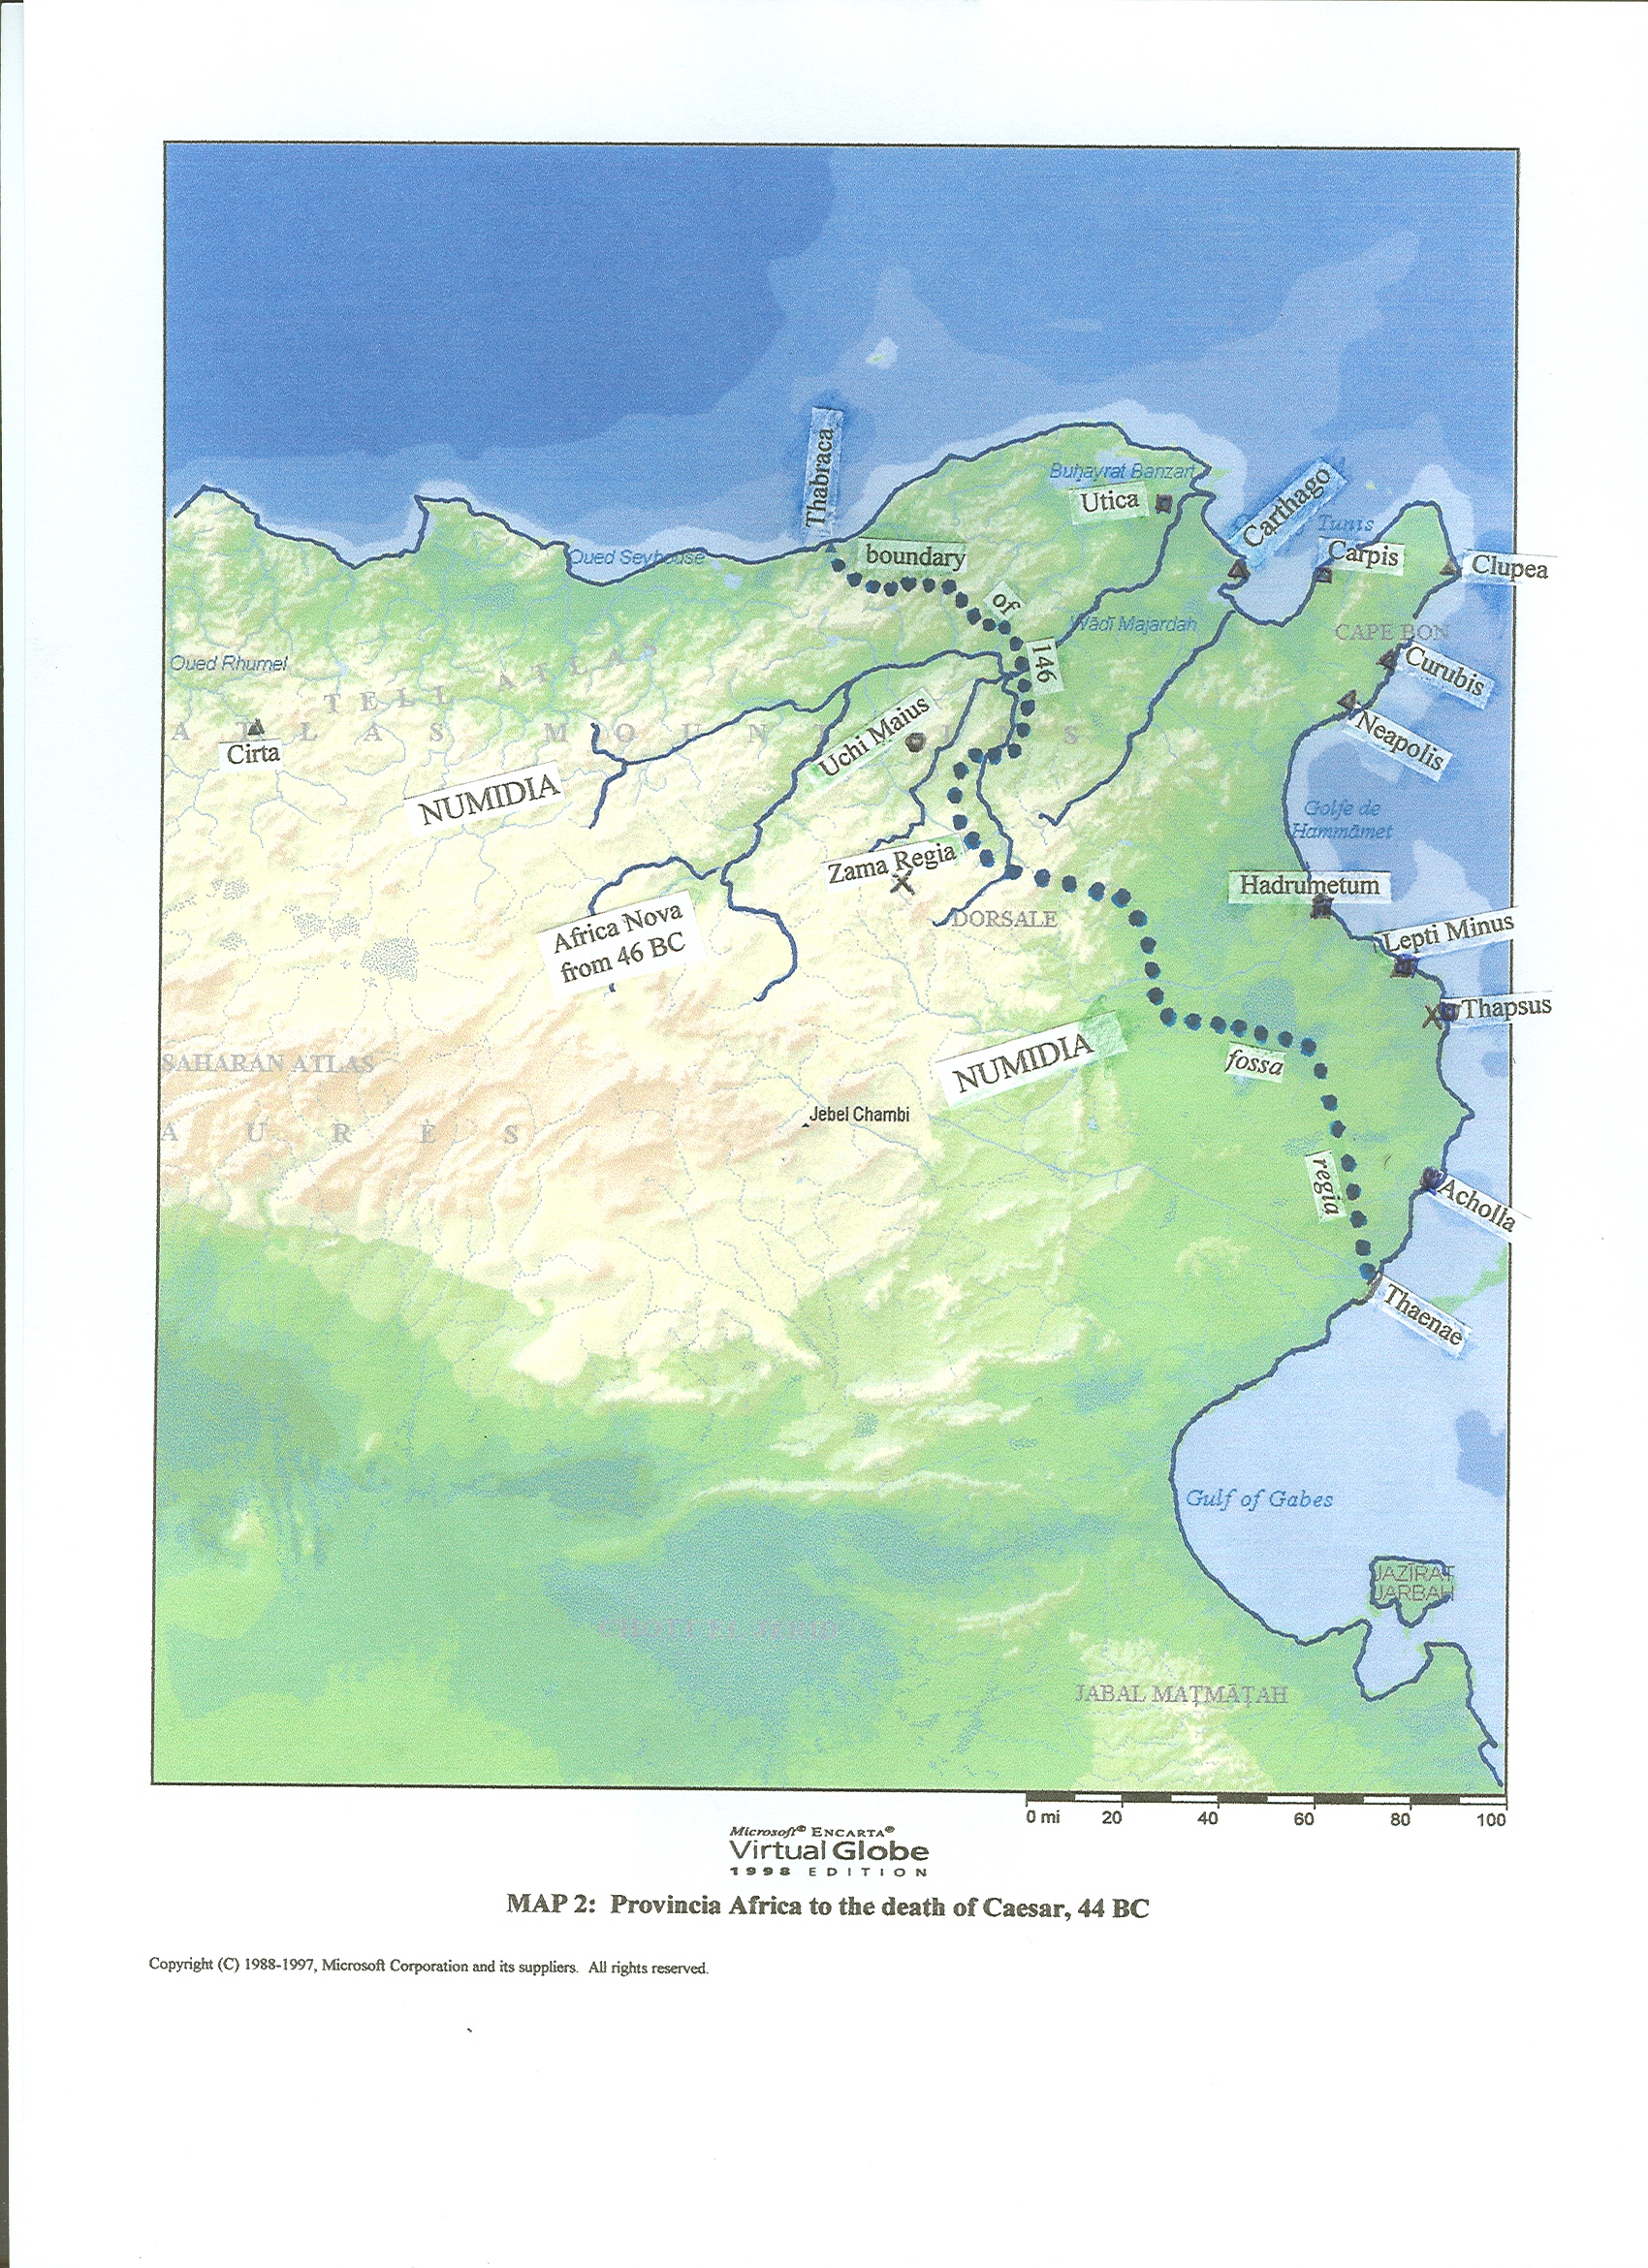 Thabraca
Buḥayrat Banzart
Utica
Carthago
Tunis
Carpis
Clupea
Oued Seybouse
boundary
of
146
Wādī Majardah
CAPE BON
Curubis
Oued Rhumel
TELL ATLAS
ATLAS MOUNTAINS
Neapolis
Cirta
Uchi Maius
NUMIDIA
Golfe de
Hammāmet
Zama Regia
Hadrumetum
Africa Nova
from 46 BC
DORSALE
Lepti Minus
Thapsus
NUMIDIA
fossa
SAHARAN ATLAS
Jebel Chambi
AURÈS
regia
Acholla
Thaenae
Gulf of Gabes
JAZĪRAT
JARBAH
CHOTT EL JERID
JABAL MAṬMĀṬAH
0 mi 20 40 60 80 100
Microsoft® ENCARTA®
Virtual Globe
1998 EDITION
MAP 2: Provincia Africa to the death of Caesar, 44 BC
Copyright (C) 1988-1997, Microsoft Corporation and its suppliers. All rights reserved.